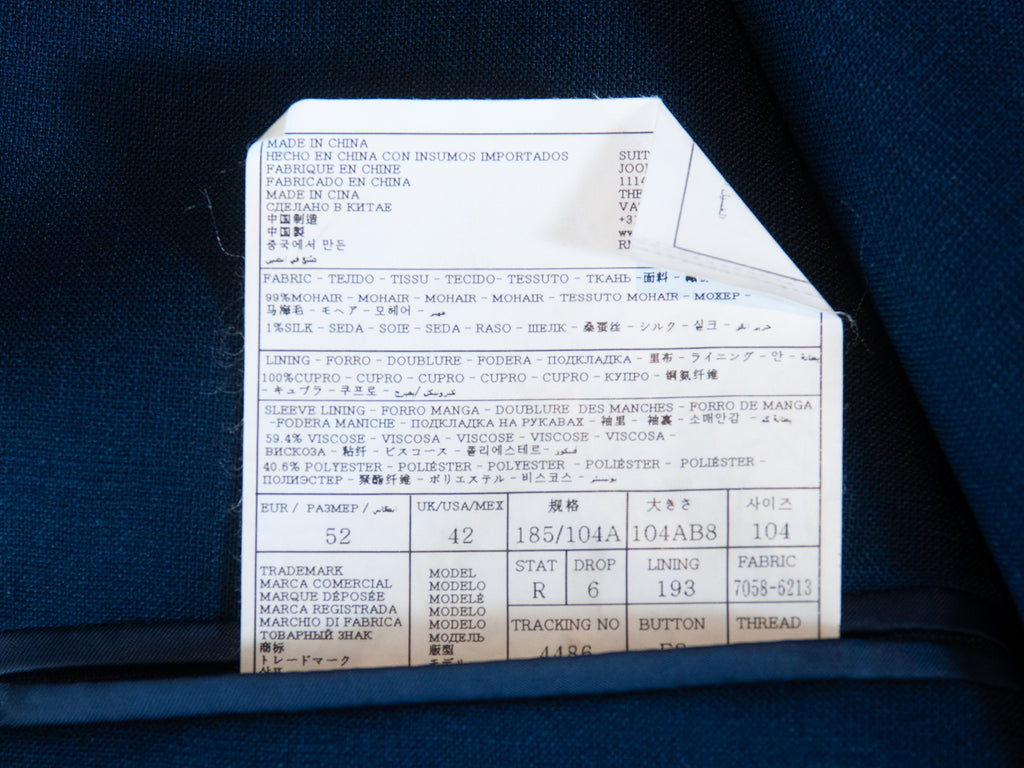 MADE IN CHINA
HECHO EN CHINA CON INSUMOS IMPORTADOS
FABRIQUE EN CHINE
FABRICADO EN CHINA
MADE IN CINA
СДЕЛАНО В КИТАЕ
中国制造
中国製
중국에서 만든
SUIT
1114
THE
FABRIC - TEJIDO - TISSU - TECIDO- TESSUTO - ТКАНЬ -面料 -
99%MOHAIR - MOHAIR - MOHAIR - MOHAIR - TESSUTO MOHAIR - МОХЕР -
马海毛 - モヘア - 모헤어 -
1%SILK - SEDA - SOIE - SEDA - RASO - ШЕЛК - 桑蚕丝 - シルク - 실크 -
LINING - FORRO - DOUBLURE - FODERA - ПОДКЛАДКА - 里布 - ライニング - 안 -
100%CUPRO - CUPRO - CUPRO - CUPRO - CUPRO - КУПРО - 铜氨纤维
- キュプラ - 쿠프로 -
SLEEVE LINING - FORRO MANGA - DOUBLURE DES MANCHES - FORRO DE MANGA
-FODERA MANICHE - ПОДКЛАДКА НА РУКАВАХ - 袖里 - 袖裏 - 소매안감 -
59.4% VISCOSE - VISCOSA - VISCOSE - VISCOSE - VISCOSA -
ВИСКОЗА - 粘纤 - ビスコース - 폴리에스테르-
40.6% POLYESTER - POLIÉSTER - POLYESTER - POLIÉSTER - POLIÉSTER -
ПОЛИЭСТЕР - 聚酯纤维 - ポリエステル - 비스코스 -
EUR / РАЗМЕР /
52
UK/USA/MEX
42
规格
185/104A
大きさ
104AB8
사이즈
104
STAT
R
DROP
6
LINING
193
FABRIC
7058-6213
TRADEMARK
MARCA COMERCIAL
MARQUE DÉPOSÉE
MARCA REGISTRADA
MARCHIO DI FABRICA
ТОВАРНЫЙ ЗНАК
商标
トレードマーク
MODEL
MODELO
MODELÉ
MODELO
MODELO
МОДЕЛЬ
版型
モデル
TRACKING NO
4486
BUTTON
THREAD